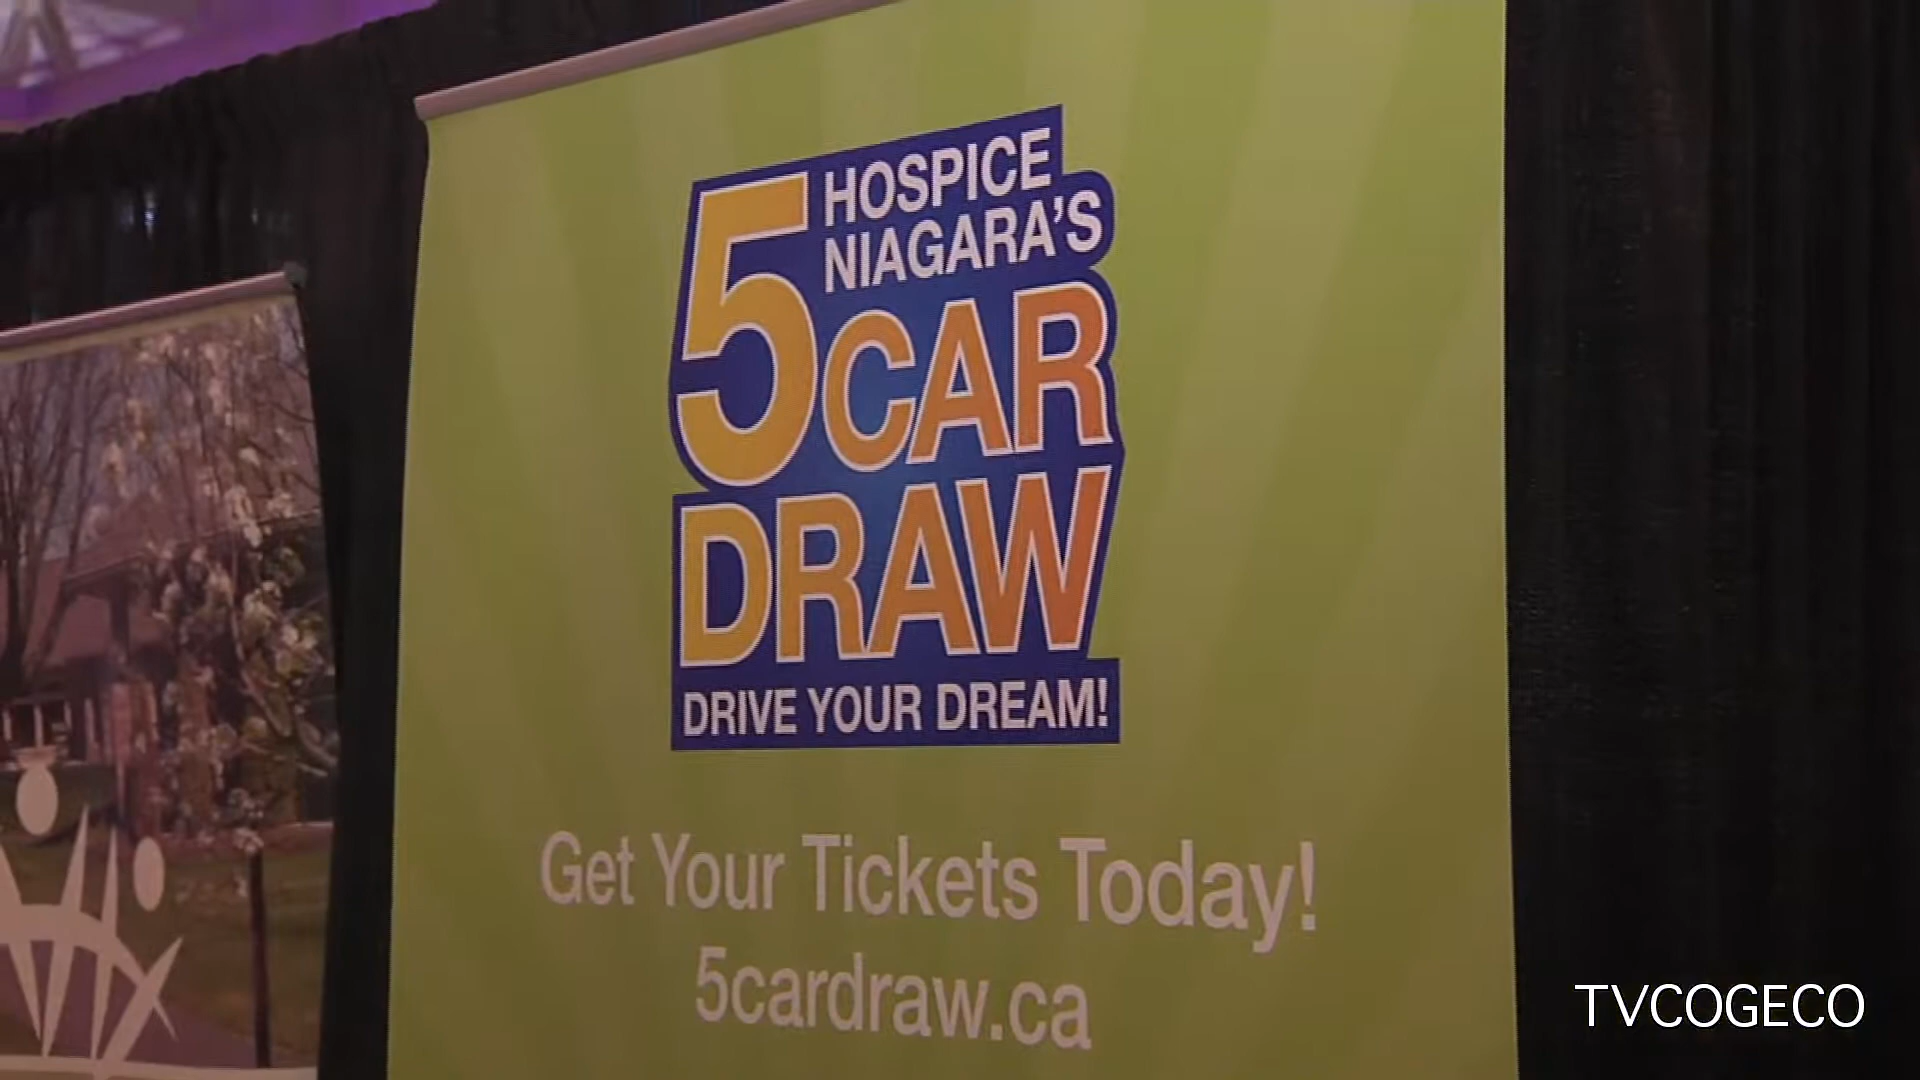 HOSPICE
NIAGARA'S
5 CAR
DRAW
DRIVE YOUR DREAM!
Get Your Tickets Today!
5cardraw.ca
TVCOGECO